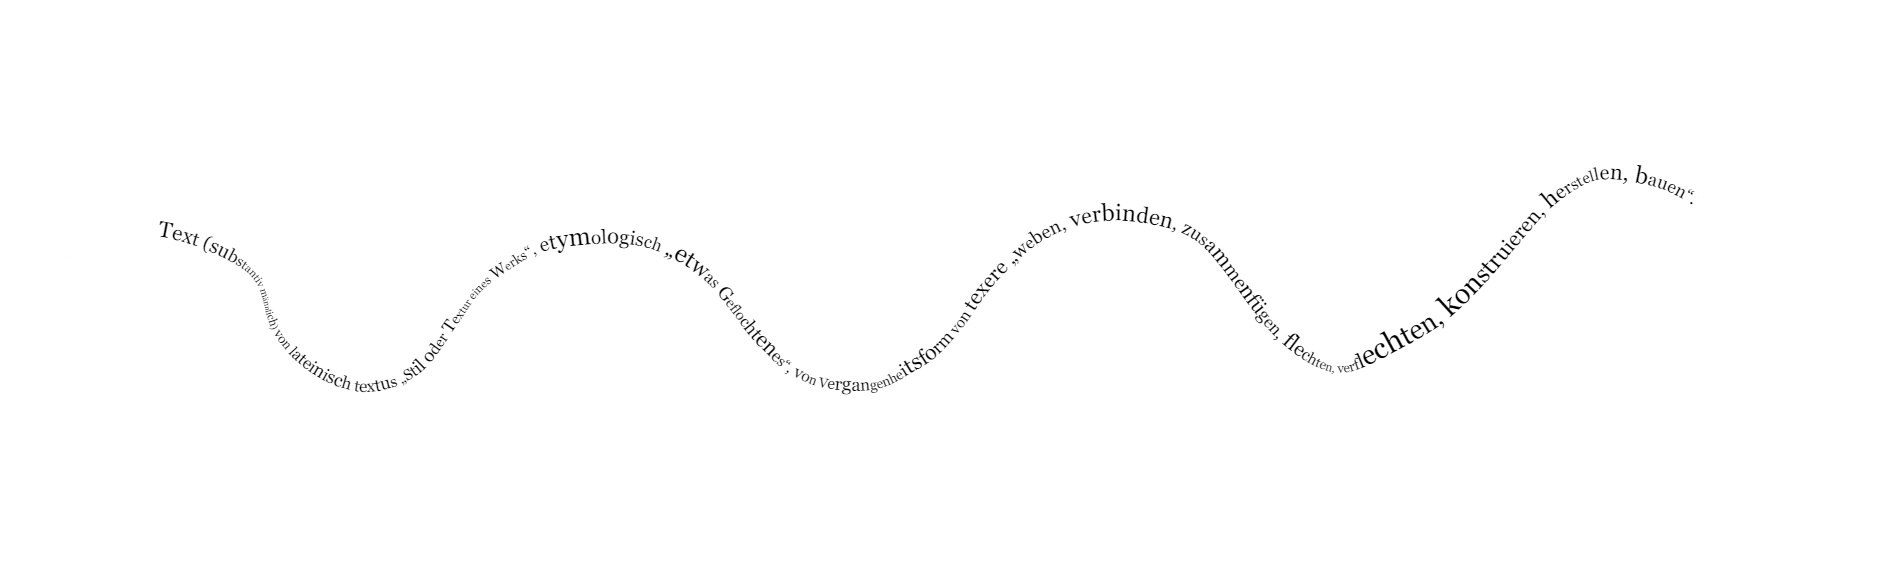 Text (substantiv männlich) von lateinisch textus „Stil oder Textur eines Werks“, etymologisch „etwas Geflochtenes“, von Vergangenheitsform von texere „weben, verbinden, zusammenfügen, flechten, verflechten, konstruieren, herstellen, bauen“.